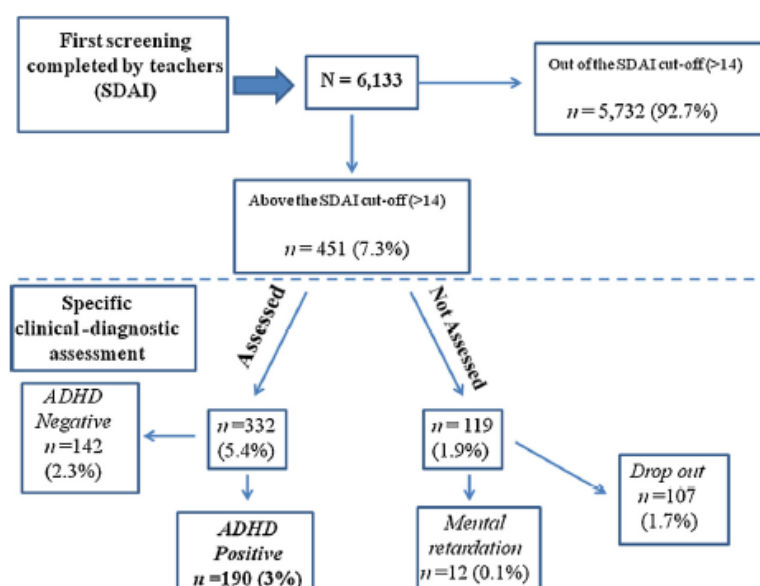 First screening
completed by teachers
(SDAI)
N = 6,133
Out of the SDAI cut-off (>14)
n = 5,732 (92.7%)
Above the SDAI cut-off (>14)
n = 451 (7.3%)
Specific
clinical-diagnostic
assessment
Assessed
Not Assessed
ADHD
Negative
n=142
(2.3%)
n=332
(5.4%)
n= 119
(1.9%)
Drop out
n=107
(1.7%)
ADHD
Positive
n=190 (3%)
Mental
retardation
n=12 (0.1%)